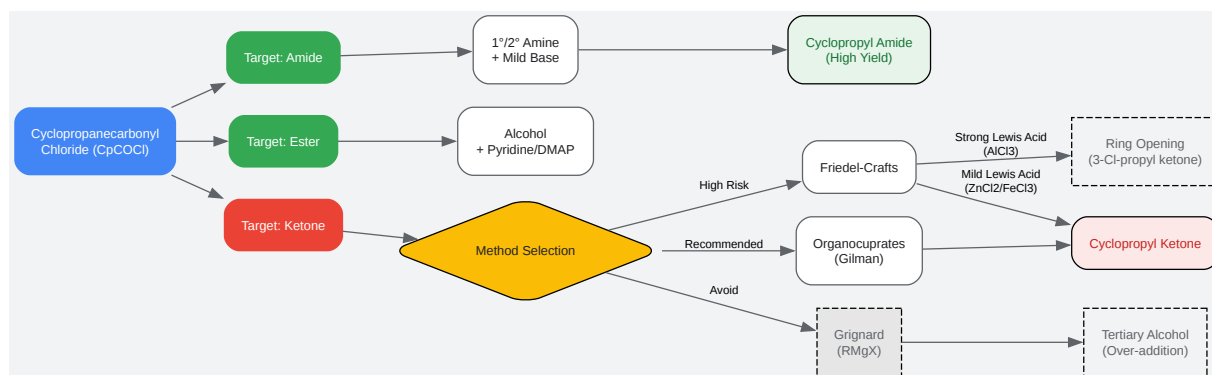 Cyclopropanecarbonyl
Chloride (CpCOCl)
Target: Amide
1°/2° Amine
+ Mild Base
Cyclopropyl Amide
(High Yield)
Target: Ester
Alcohol
+ Pyridine/DMAP
Target: Ketone
Method Selection
High Risk
Friedel-Crafts
Strong Lewis Acid
(AlCl3)
Ring Opening
(3-Cl-propyl ketone)
Mild Lewis Acid
(ZnCl2/FeCl3)
Recommended
Organocuprates
(Gilman)
Cyclopropyl Ketone
Avoid
Grignard
(RMgX)
Tertiary Alcohol
(Over-addition)